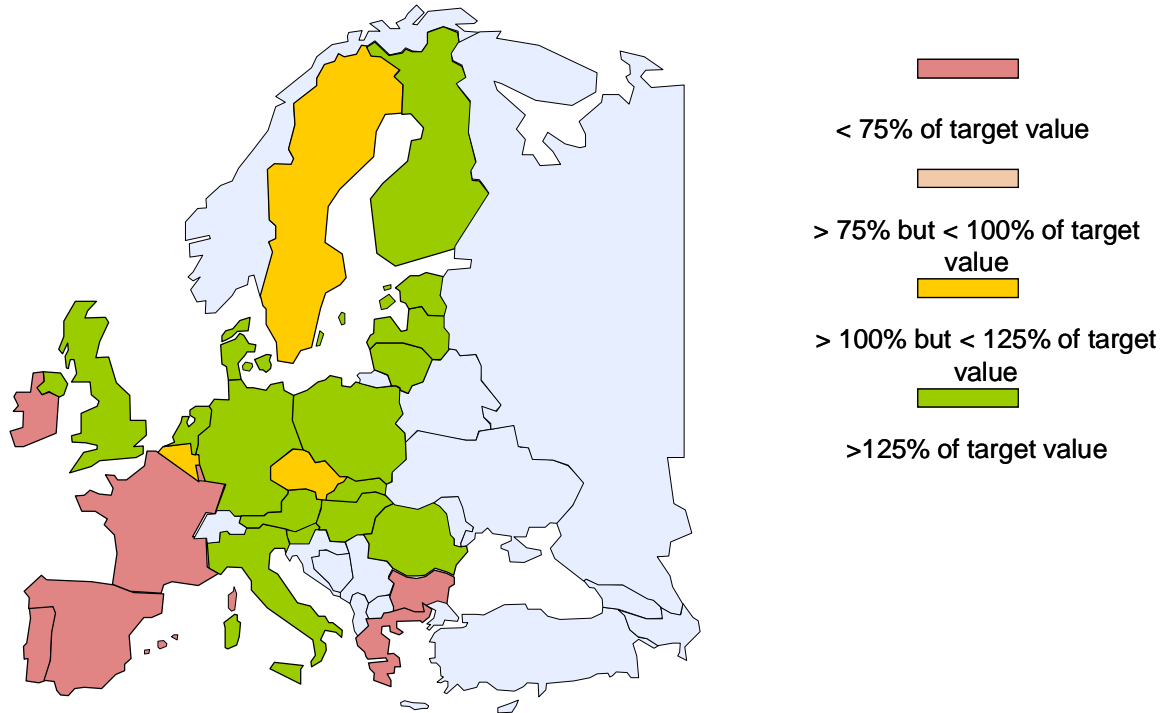 < 75% of target value
> 75% but < 100% of target
value
> 100% but < 125% of target
value
>125% of target value